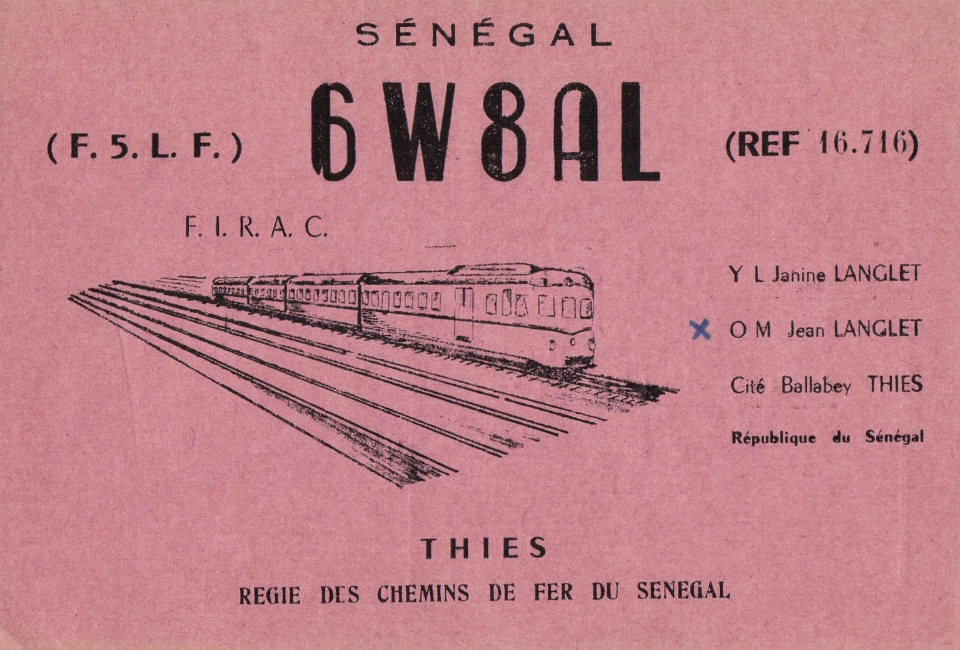 SÉNÉGAL
6W8AL
( F. 5. L. F. )
(REF 16.716)
F. I. R. A. C.
Y L Janine LANGLET
X O M Jean LANGLET
Cité Ballabey THIES
République du Sénégal
THIES
REGIE DES CHEMINS DE FER DU SENEGAL